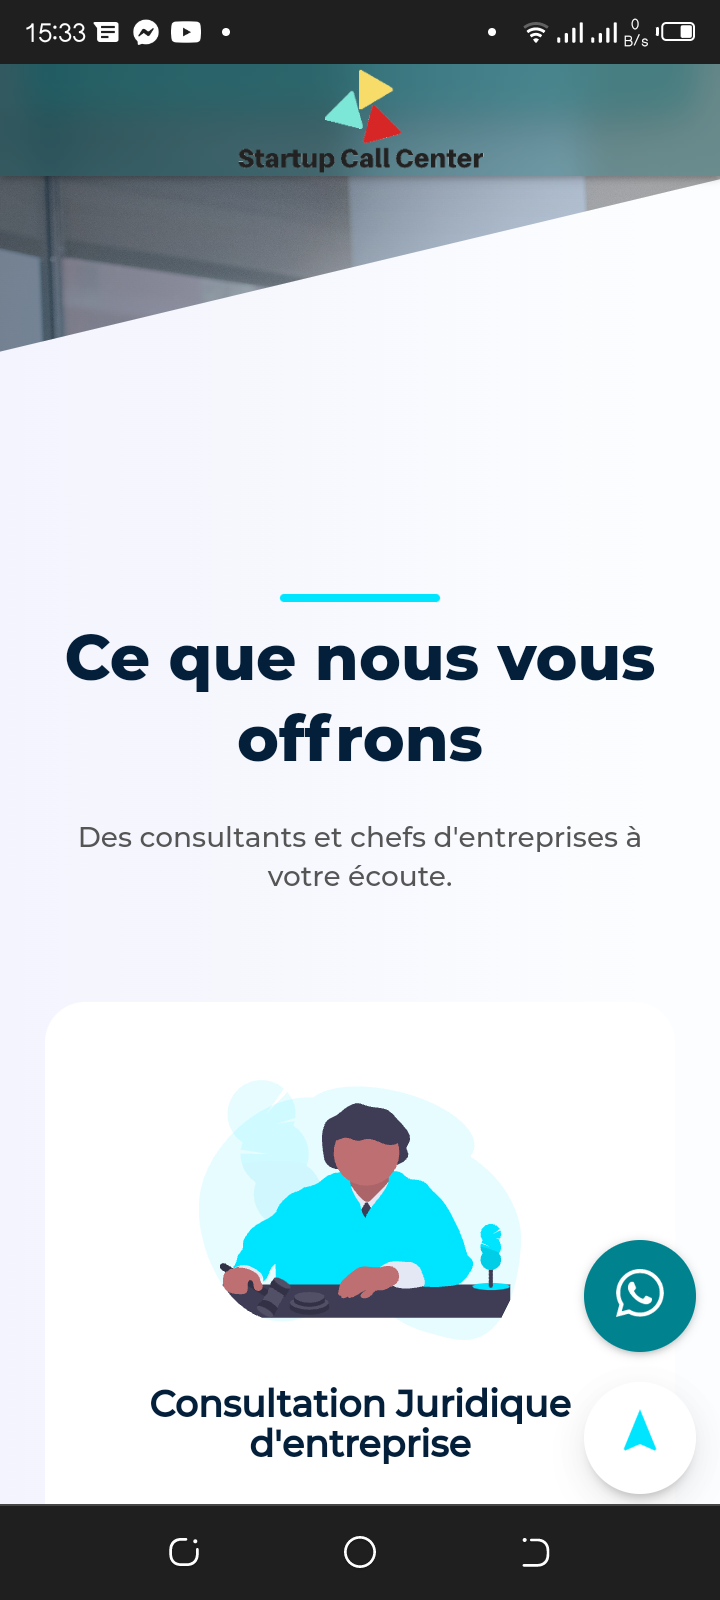 15:33
0
B/s
Startup Call Center
Ce que nous vous
offrons
Des consultants et chefs d'entreprises à
votre écoute.
Consultation Juridique
d'entreprise